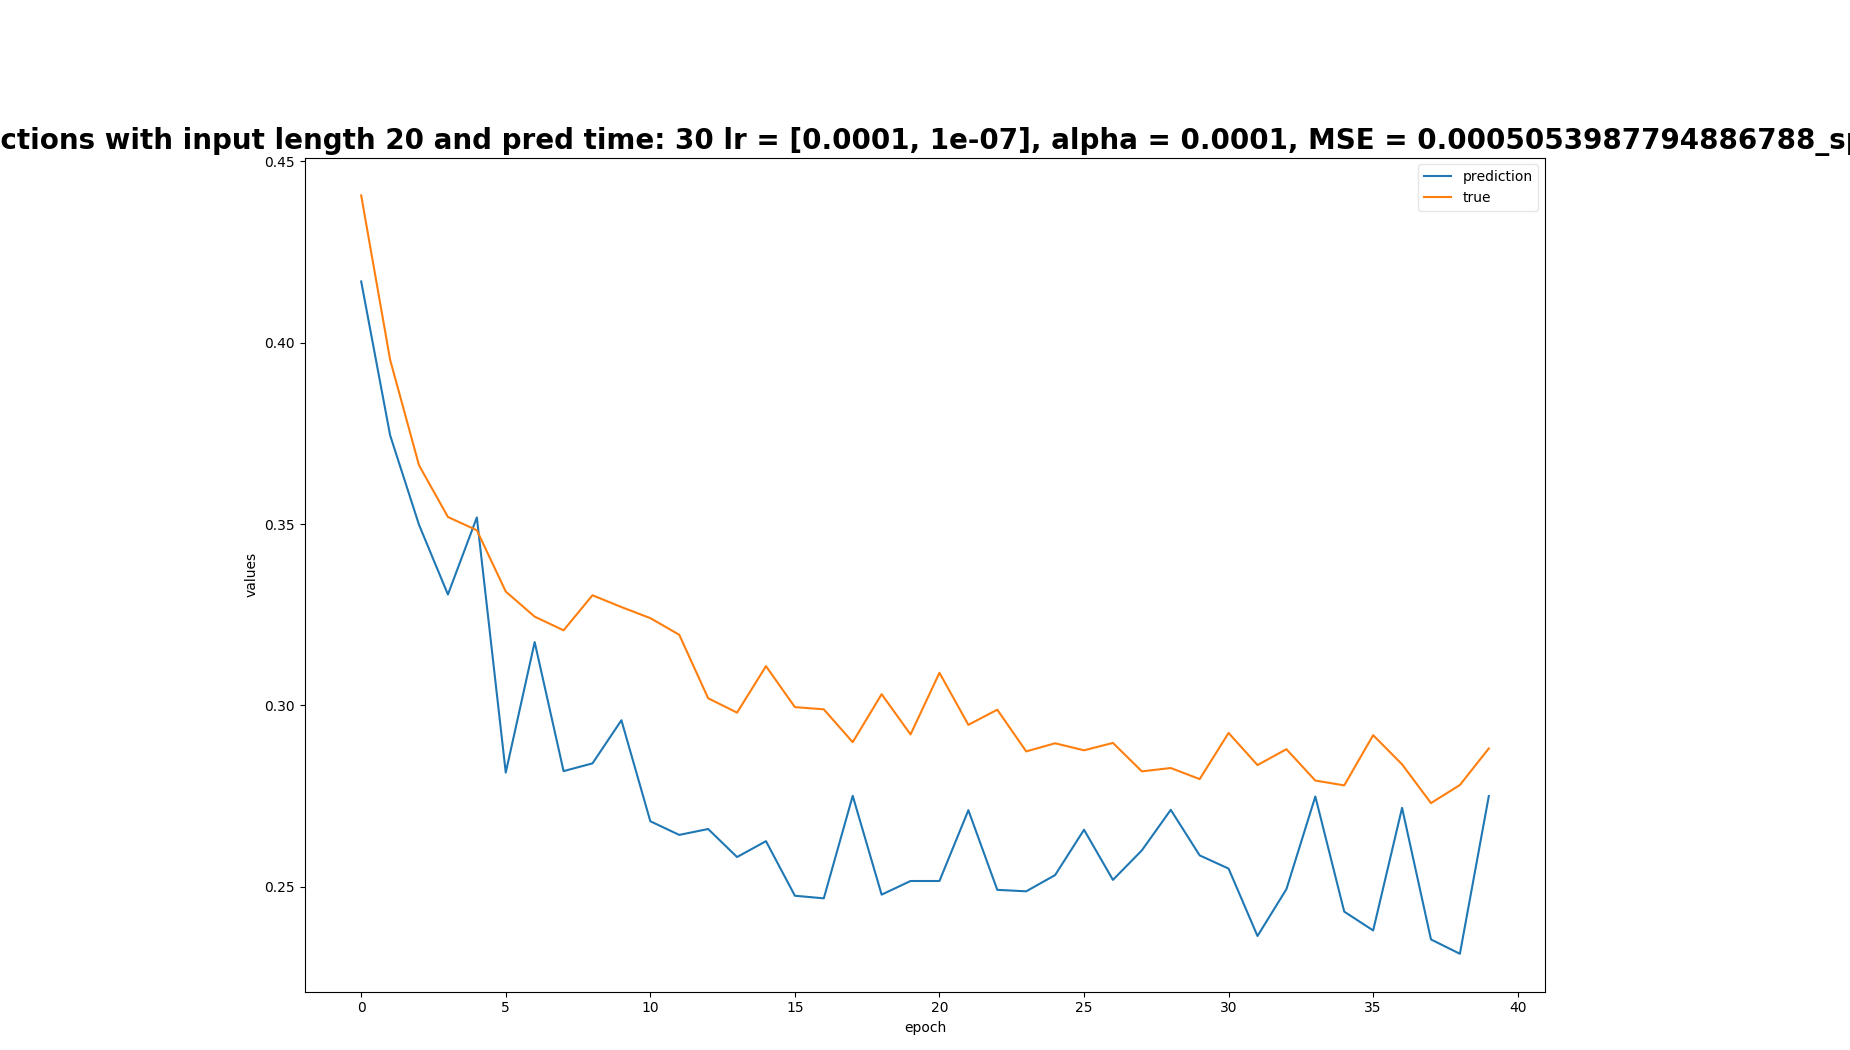 ctions with input length 20 and pred time: 30 lr = [0.0001, 1e-07], alpha = 0.0001, MSE = 0.0005053987794886788_sp
prediction
true
0.45
0.40
0.35
0.30
0.25
values
0 5 10 15 20 25 30 35 40
epoch